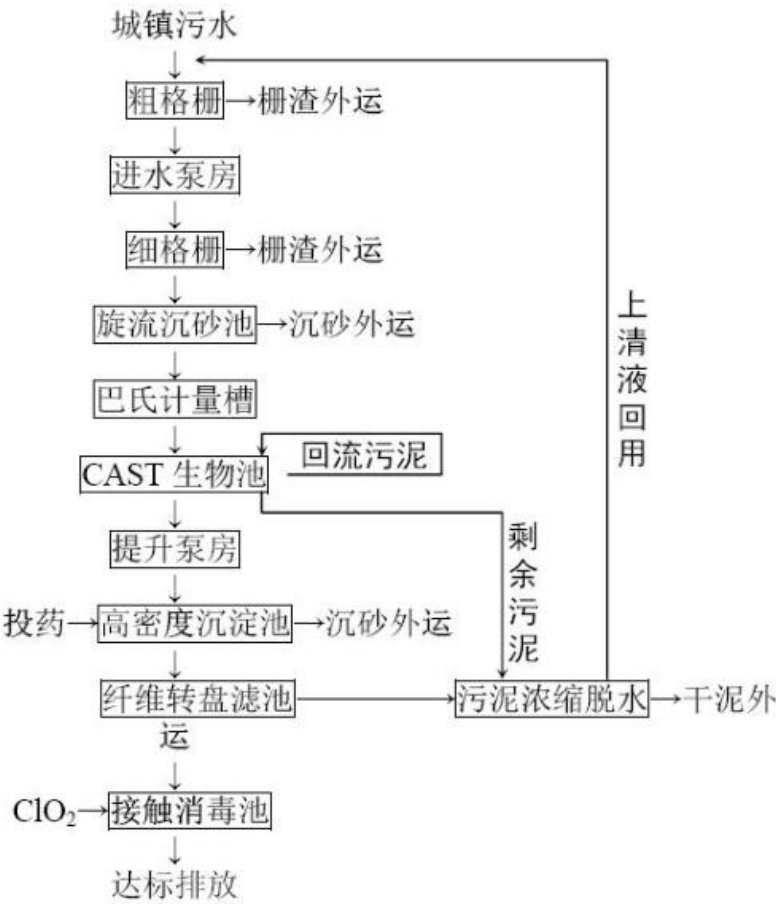 城镇污水
粗格栅→栅渣外运
进水泵房
细格栅→栅渣外运
旋流沉砂池→沉砂外运
巴氏计量槽
CAST 生物池
回流污泥
提升泵房
投药→高密度沉淀池→沉砂外运
剩余污泥
上清液回用
纤维转盘滤池
污泥浓缩脱水→干泥外
运
ClO₂→接触消毒池
达标排放